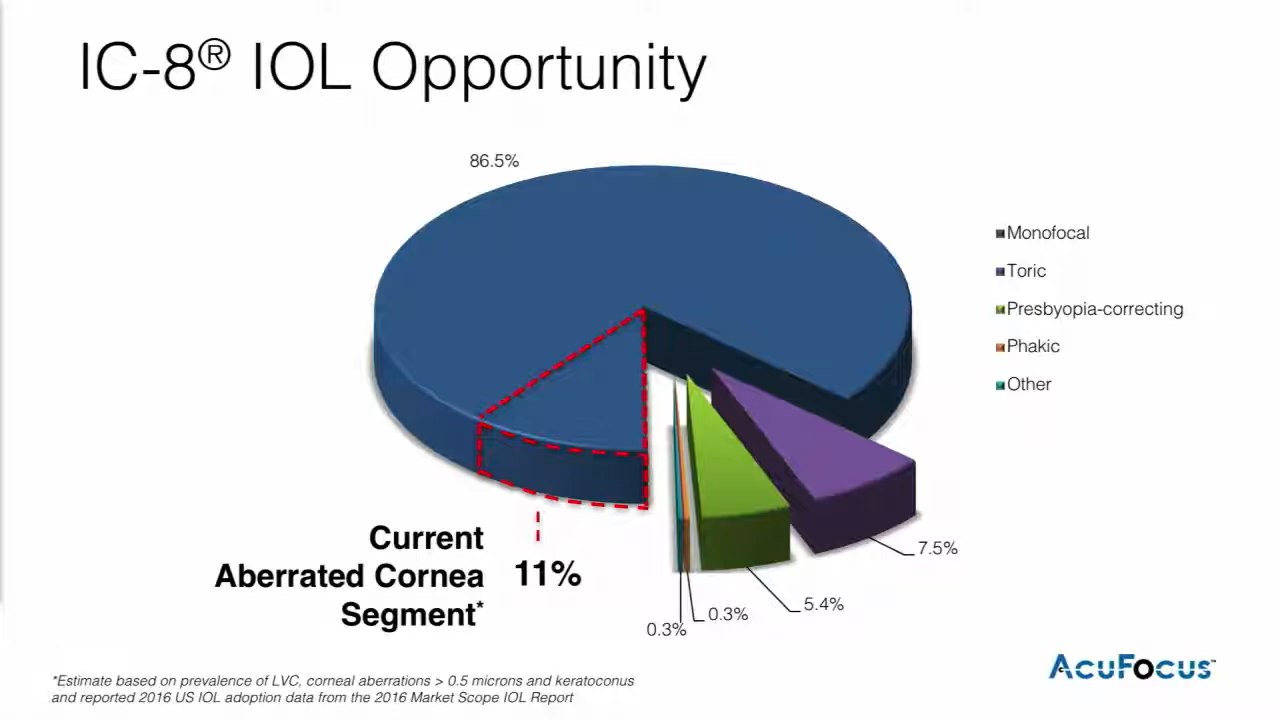 IC-8® IOL Opportunity
86.5%
Monofocal
Toric
Presbyopia-correcting
Phakic
Other
7.5%
5.4%
0.3%
0.3%
Current
Aberrated Cornea
Segment*
11%
*Estimate based on prevalence of LVC, corneal aberrations > 0.5 microns and keratoconus
and reported 2016 US IOL adoption data from the 2016 Market Scope IOL Report
AcuFocus™